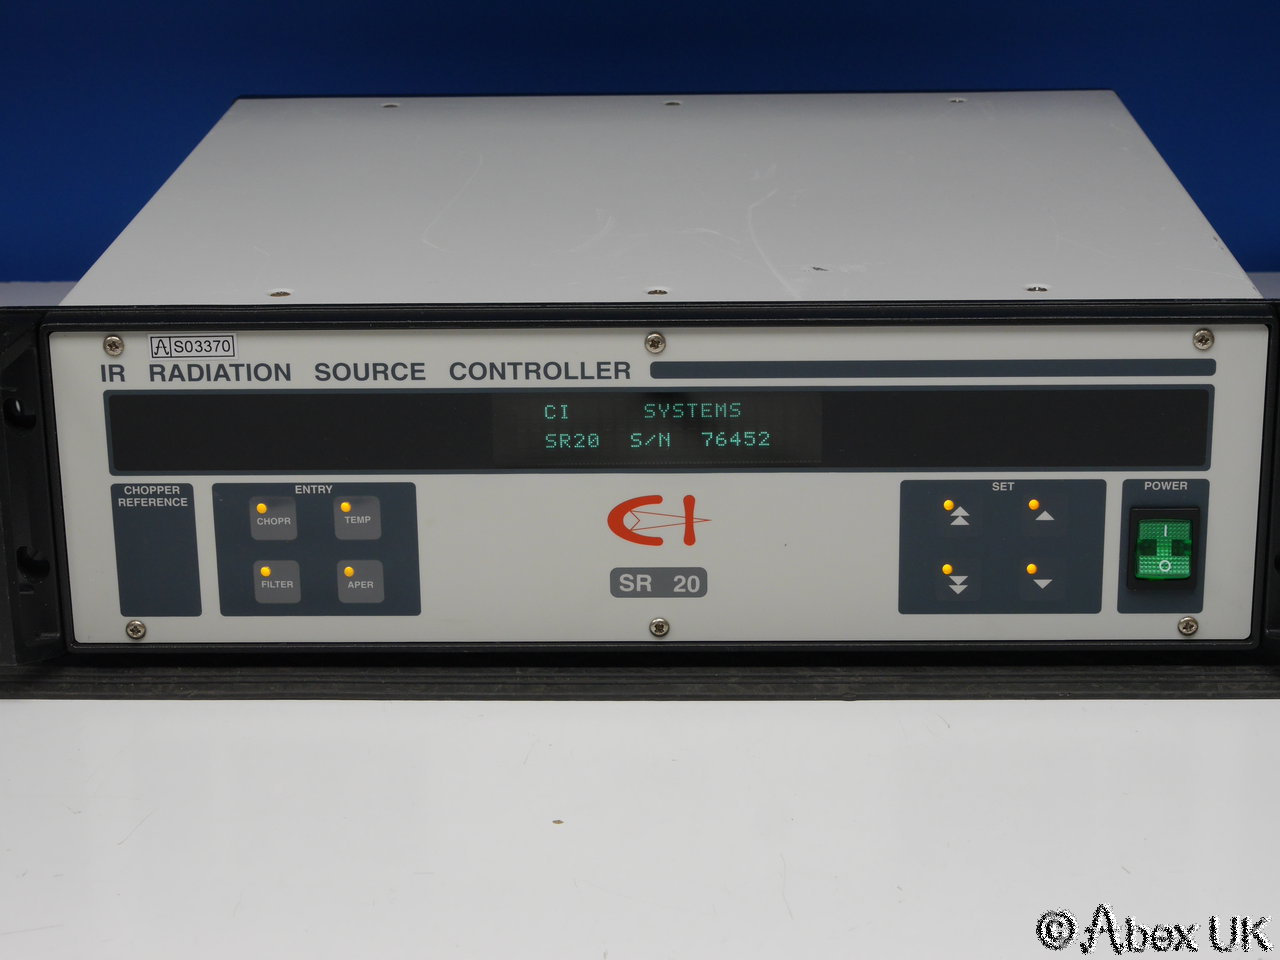 A S03370
IR RADIATION SOURCE CONTROLLER
CI SYSTEMS
SR20 S/N 76452
CHOPPER
REFERENCE
ENTRY
CHOPR
TEMP
FILTER
APER
CI
SR 20
SET
POWER
I
O
© Abex UK